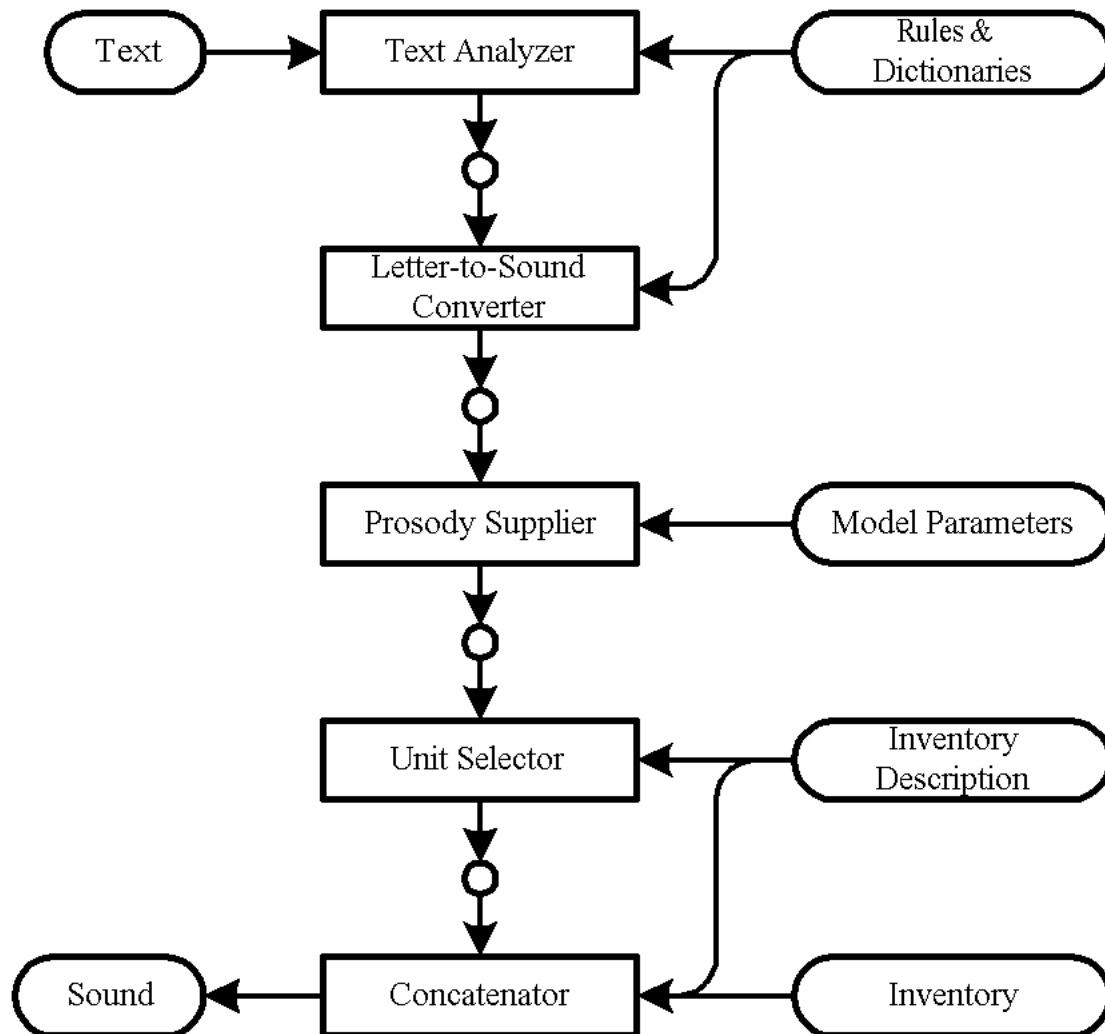 Text
Text Analyzer
Rules &
Dictionaries
Letter-to-Sound
Converter
Prosody Supplier
Model Parameters
Unit Selector
Inventory
Description
Sound
Concatenator
Inventory